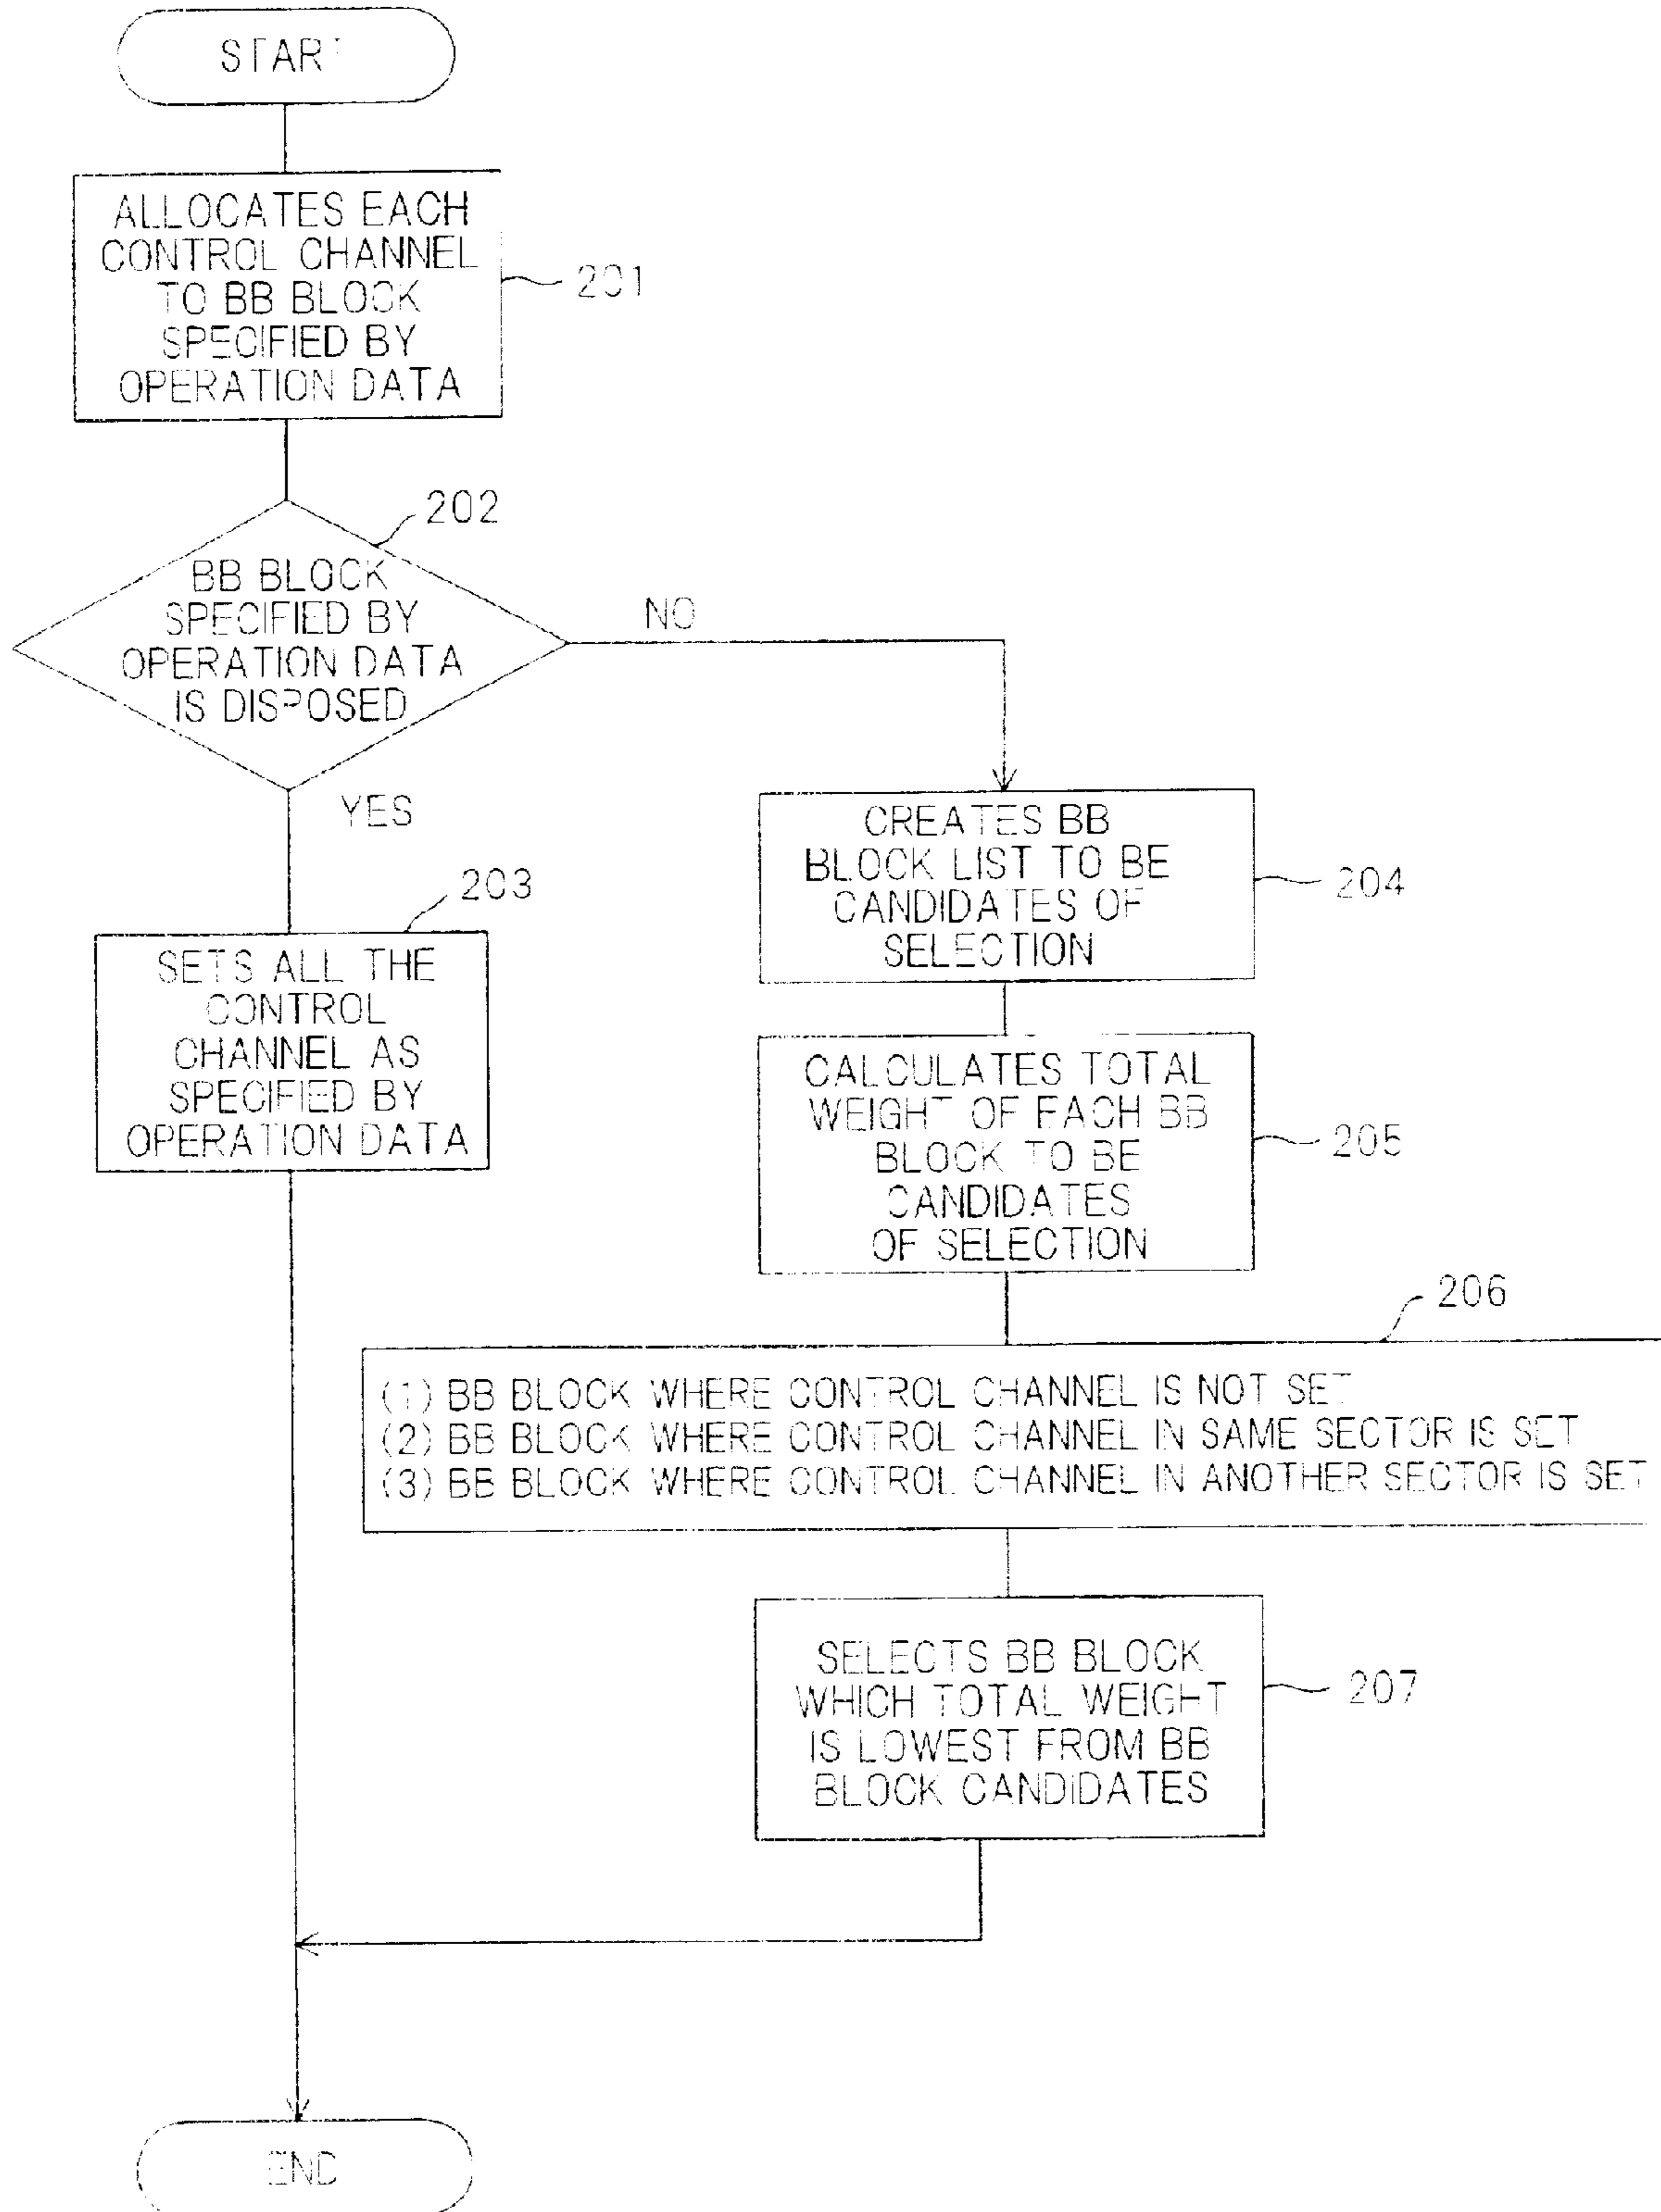 START
ALLOCATES EACH
CONTROL CHANNEL
TO BB BLOCK
SPECIFIED BY
OPERATION DATA
201
202
BB BLOCK
SPECIFIED BY
OPERATION DATA
IS DISPOSED
NO
YES
203
SETS ALL THE
CONTROL
CHANNEL AS
SPECIFIED BY
OPERATION DATA
CREATES BB
BLOCK LIST TO BE
CANDIDATES OF
SELECTION
204
CALCULATES TOTAL
WEIGHT OF EACH BB
BLOCK TO BE
CANDIDATES
OF SELECTION
205
206
(1) BB BLOCK WHERE CONTROL CHANNEL IS NOT SET
(2) BB BLOCK WHERE CONTROL CHANNEL IN SAME SECTOR IS SET
(3) BB BLOCK WHERE CONTROL CHANNEL IN ANOTHER SECTOR IS SET
SELECTS BB BLOCK
WHICH TOTAL WEIGHT
IS LOWEST FROM BB
BLOCK CANDIDATES
207
END